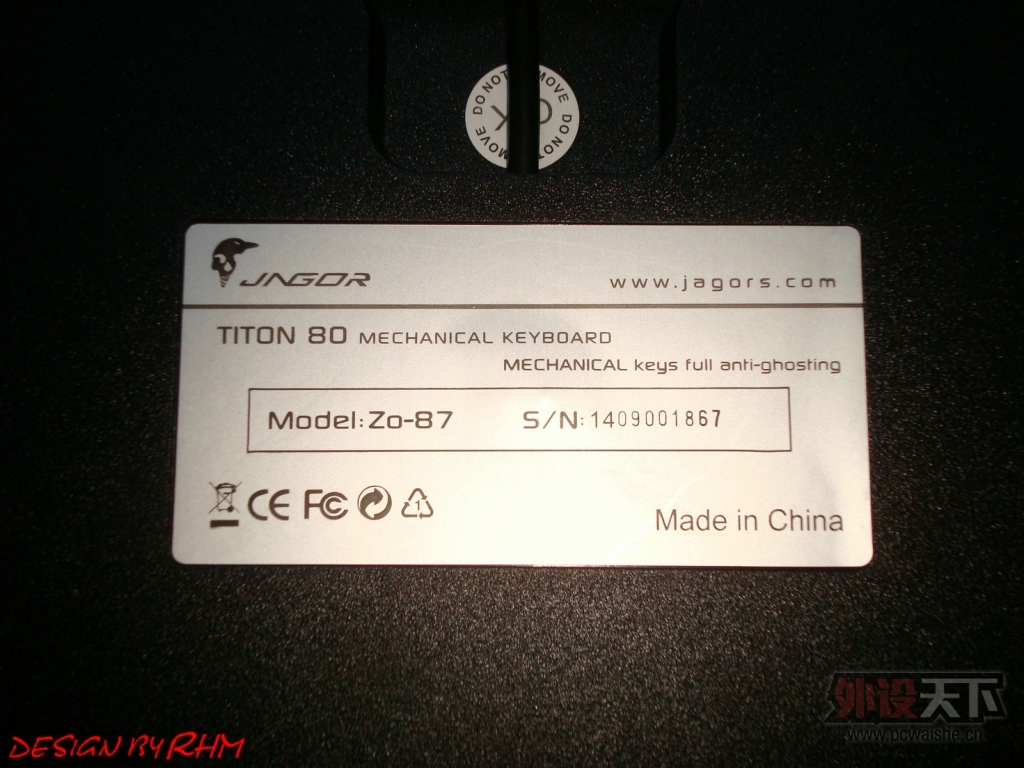 DO NOT MOVE DO NOT MOVE
OK
JAGOR
www.jagors.com
TITON 80 MECHANICAL KEYBOARD
MECHANICAL keys full anti-ghosting
Model:Zo-87 S/N:1409001867
CE FC
1
Made in China
外设天下
www.pcwaishe.cn
DESIGN BY RHM